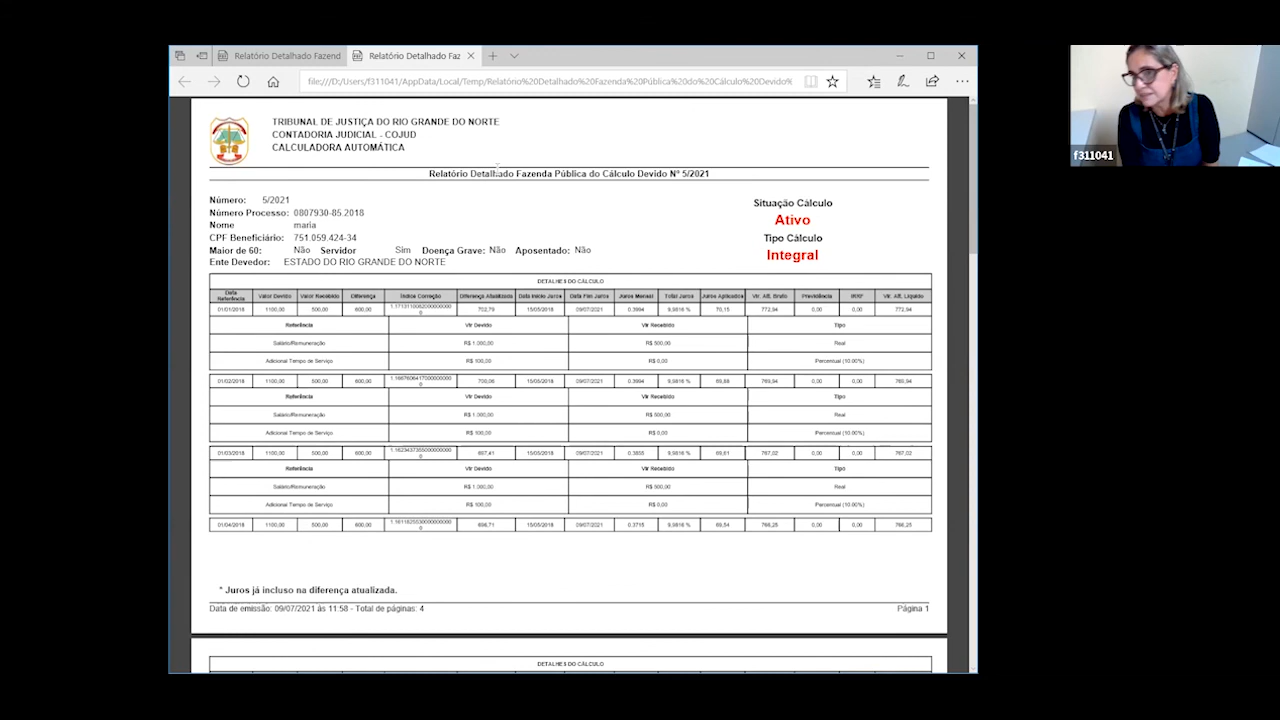 Relatório Detalhado Fazend
Relatório Detalhado Faz
file:///D:/Users/f311041/AppData/Local/Temp/Relatório%20Detalhado%20Fazenda%20Pública%20do%20Cálculo%20Devido%
f311041
TRIBUNAL DE JUSTIÇA DO RIO GRANDE DO NORTE
CONTADORIA JUDICIAL - COJUD
CALCULADORA AUTOMÁTICA
Relatório Detalhado Fazenda Pública do Cálculo Devido Nº 5/2021
Número: 5/2021
Número Processo: 0807930-85.2018
Nome maria
CPF Beneficiário: 751.059.424-34
Maior de 60: Não Servidor Sim Doença Grave: Não Aposentado: Não
Ente Devedor: ESTADO DO RIO GRANDE DO NORTE
Situação Cálculo
Ativo
Tipo Cálculo
Integral
DETALHES DO CÁLCULO
Data Referência Valor Devido Valor Recebido Diferença Índice Correção Diferença Atualizada Data Início Juros Data Fim Juros Juros Mensal Total Juros Juros Aplicados Vlr. Atl. Bruto Previdência IRRF Vlr. Atl. Líquido
01/01/2018 1100,00 500,00 600,00 702,79 15/05/2018 09/07/2021 0.3994 9,9816 % 70,15 772,94 0,00 0,00 772,94
Referência Vlr Devido Vlr Recebido Tipo
Salário/Remuneração R$ 1.000,00 R$ 500,00 Real
Adicional Tempo de Serviço R$ 100,00 R$ 0,00 Percentual (10.00%)
01/02/2018 1100,00 500,00 600,00 15/05/2018 09/07/2021 0.3994 9,9816 % 69,88 0,00 0,00
Referência Vlr Devido Vlr Recebido Tipo
Salário/Remuneração R$ 1.000,00 R$ 500,00 Real
Adicional Tempo de Serviço R$ 100,00 R$ 0,00 Percentual (10.00%)
01/03/2018 1100,00 500,00 600,00 15/05/2018 09/07/2021 0.3855 9,9816 % 69,61 767,02 0,00 0,00 767,02
Referência Vlr Devido Vlr Recebido Tipo
Salário/Remuneração R$ 1.000,00 R$ 500,00 Real
Adicional Tempo de Serviço R$ 100,00 R$ 0,00 Percentual (10.00%)
01/04/2018 1100,00 500,00 600,00 696,71 15/05/2018 09/07/2021 0.3715 9,9816 % 69,54 766,25 0,00 0,00 766,25
* Juros já incluso na diferença atualizada.
Data de emissão: 09/07/2021 às 11:58 - Total de páginas: 4
Página 1
DETALHES DO CÁLCULO